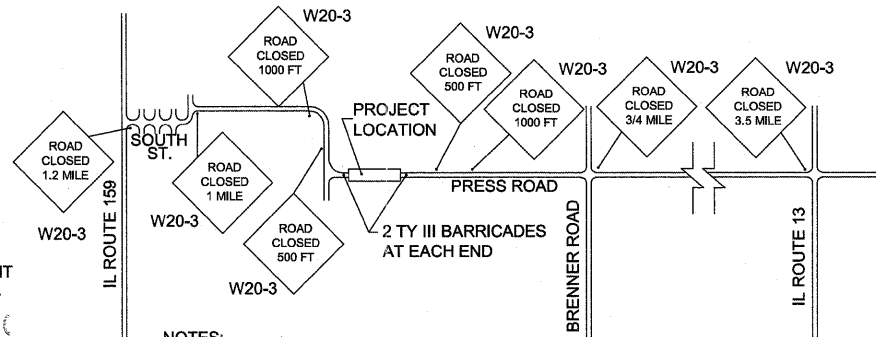 W20-3
ROAD
CLOSED
1000 FT
W20-3
ROAD
CLOSED
500 FT
W20-3
ROAD
CLOSED
1000 FT
W20-3
ROAD
CLOSED
3/4 MILE
W20-3
ROAD
CLOSED
3.5 MILE
PROJECT
LOCATION
SOUTH
ST.
ROAD
CLOSED
1.2 MILE
W20-3
ROAD
CLOSED
1 MILE
W20-3
ROAD
CLOSED
500 FT
W20-3
PRESS ROAD
2 TY III BARRICADES
AT EACH END
IL ROUTE 159
BRENNER ROAD
IL ROUTE 13
NOTES: